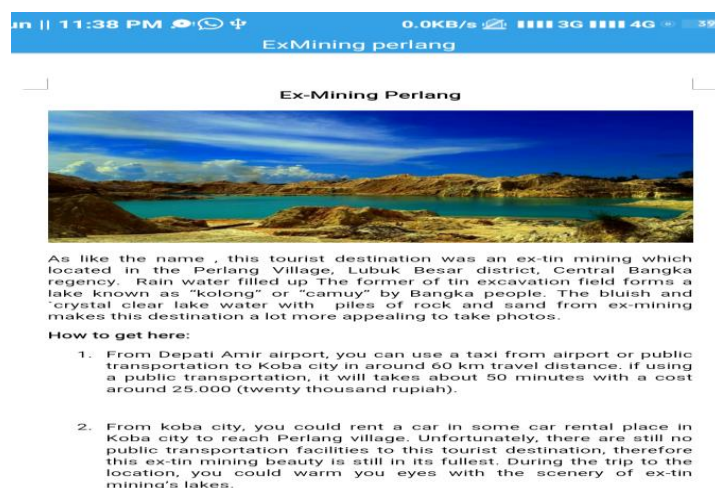 un || 11:38 PM
0.0KB/s 3G 4G 39
ExMining perlang
Ex-Mining Perlang
As like the name , this tourist destination was an ex-tin mining which
located in the Perlang Village, Lubuk Besar district, Central Bangka
regency. Rain water filled up The former of tin excavation field forms a
lake known as “kolong” or “camuy” by Bangka people. The bluish and
`crystal clear lake water with piles of rock and sand from ex-mining
makes this destination a lot more appealing to take photos.
How to get here:
1. From Depati Amir airport, you can use a taxi from airport or public
transportation to Koba city in around 60 km travel distance. if using
a public transportation, it will takes about 50 minutes with a cost
around 25.000 (twenty thousand rupiah).
2. From koba city, you could rent a car in some car rental place in
Koba city to reach Perlang village. Unfortunately, there are still no
public transportation facilities to this tourist destination, therefore
this ex-tin mining beauty is still in its fullest. During the trip to the
location, you could warm you eyes with the scenery of ex-tin
mining's lakes.